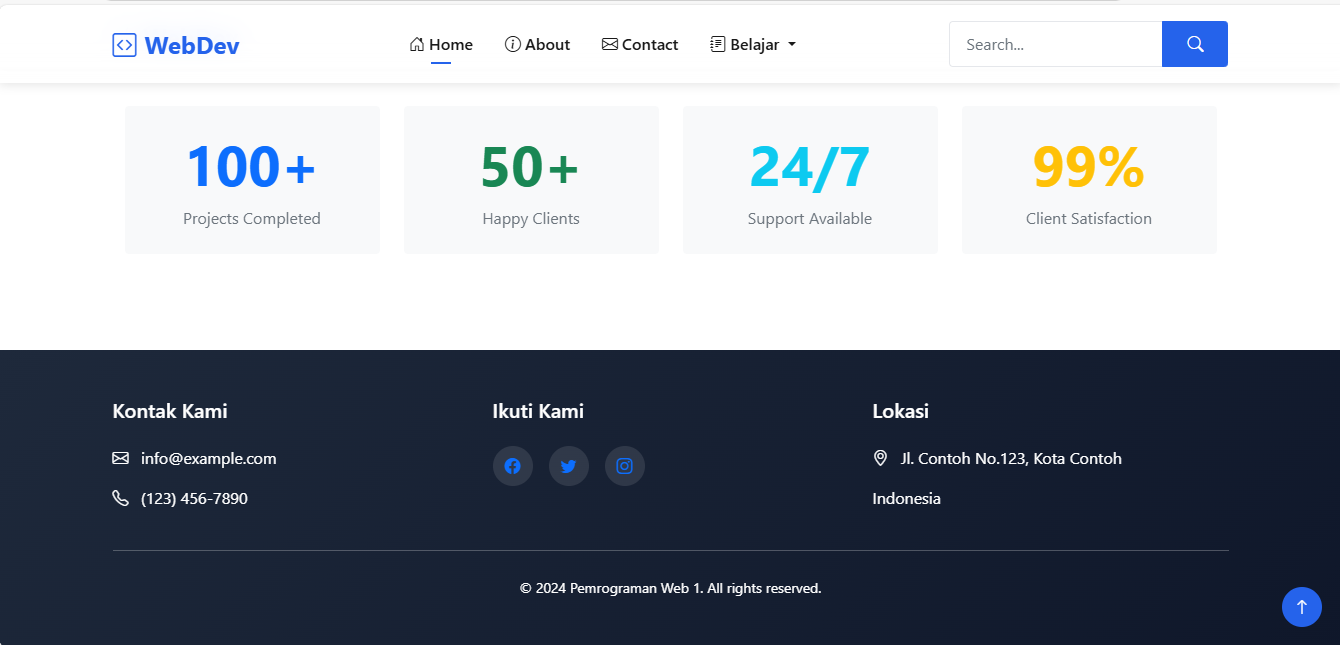 WebDev
Home
About
Contact
Belajar
Search...
100+
Projects Completed
50+
Happy Clients
24/7
Support Available
99%
Client Satisfaction
Kontak Kami
info@example.com
(123) 456-7890
Ikuti Kami
Lokasi
Jl. Contoh No.123, Kota Contoh
Indonesia
© 2024 Pemrograman Web 1. All rights reserved.